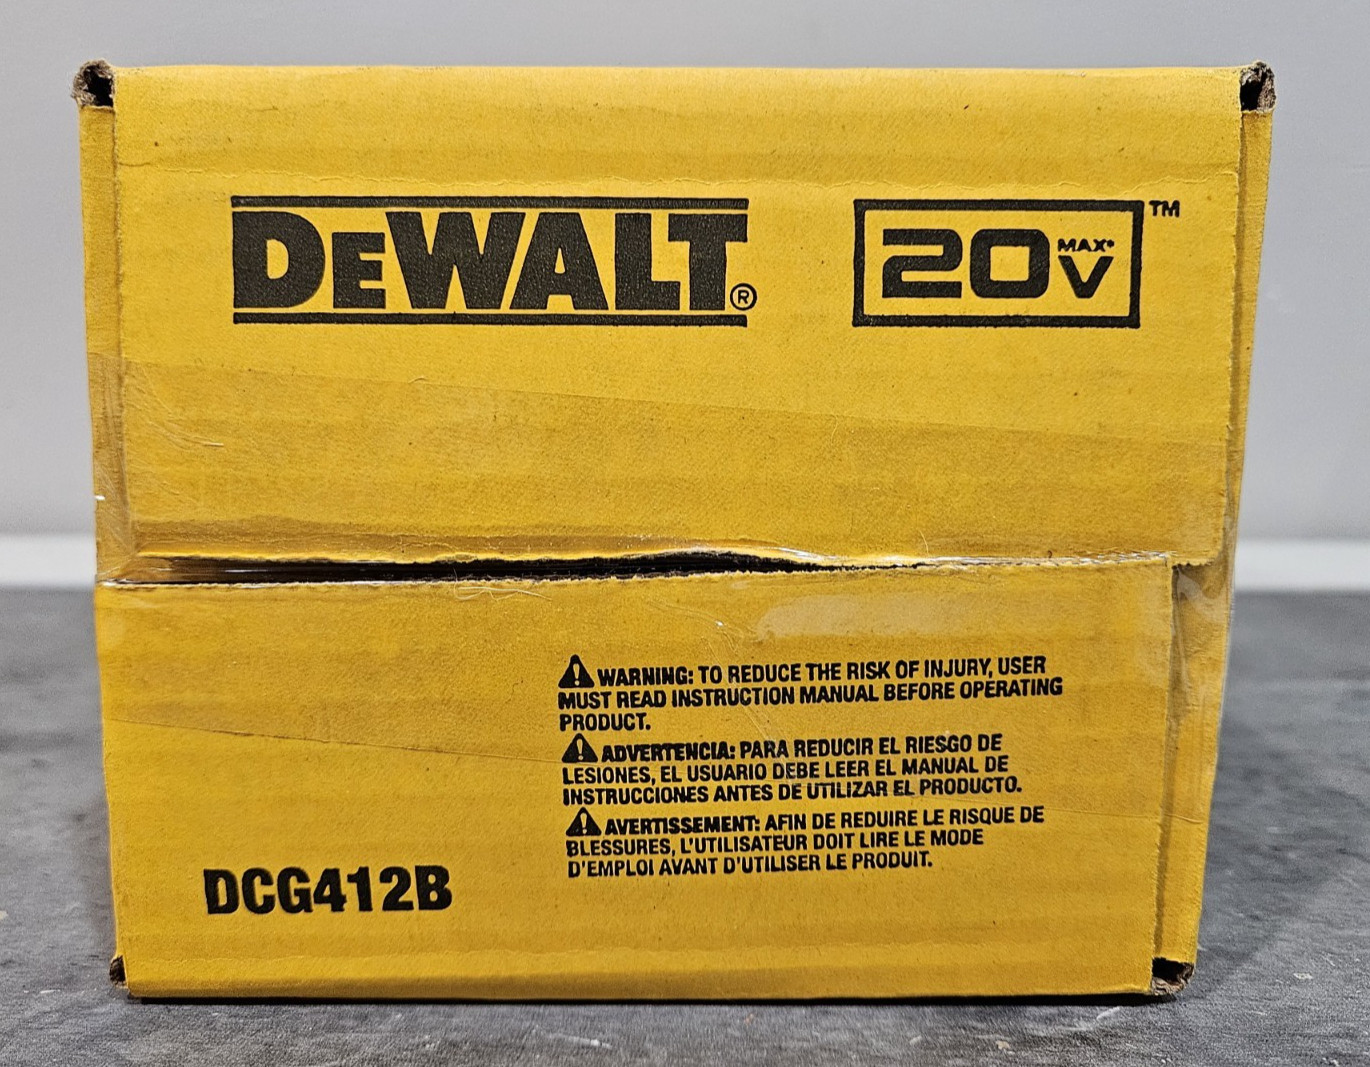 DEWALT® 20V MAX* ™
⚠ WARNING: TO REDUCE THE RISK OF INJURY, USER
MUST READ INSTRUCTION MANUAL BEFORE OPERATING
PRODUCT.
⚠ ADVERTENCIA: PARA REDUCIR EL RIESGO DE
LESIONES, EL USUARIO DEBE LEER EL MANUAL DE
INSTRUCCIONES ANTES DE UTILIZAR EL PRODUCTO.
⚠ AVERTISSEMENT: AFIN DE REDUIRE LE RISQUE DE
BLESSURES, L'UTILISATEUR DOIT LIRE LE MODE
D'EMPLOI AVANT D'UTILISER LE PRODUIT.
DCG412B